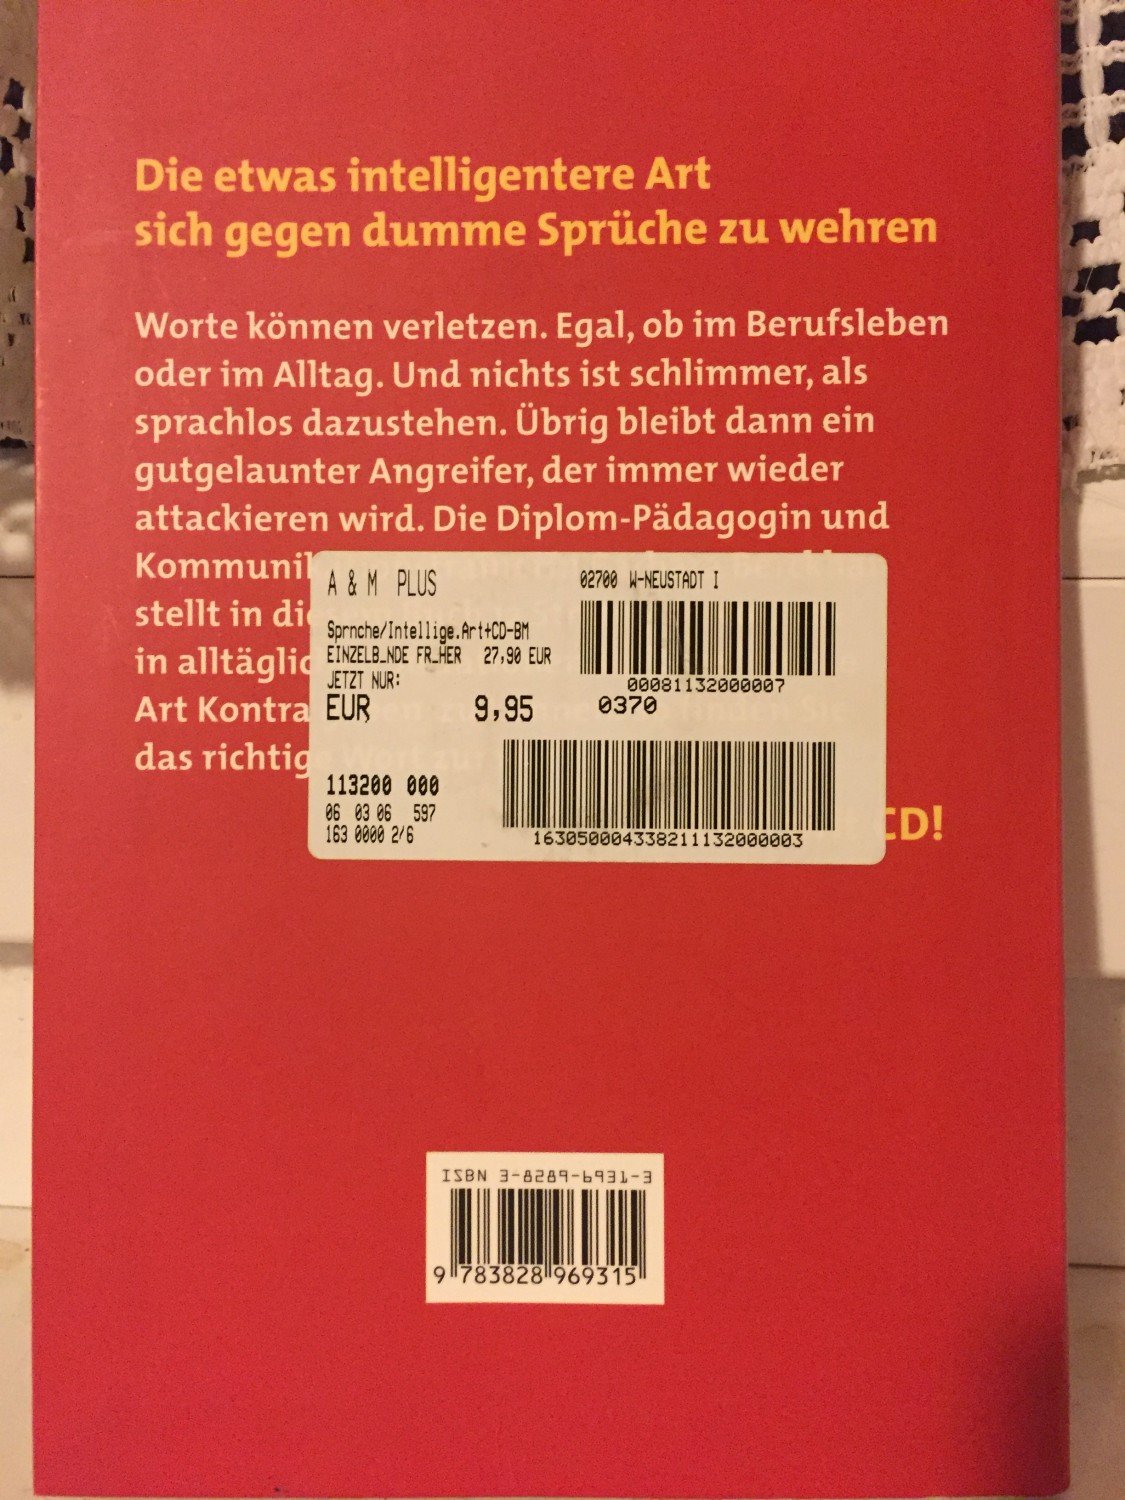 Die etwas intelligentere Art
sich gegen dumme Sprüche zu wehren
Worte können verletzen. Egal, ob im Berufsleben
oder im Alltag. Und nichts ist schlimmer, als
sprachlos dazustehen. Übrig bleibt dann ein
gutgelaunter Angreifer, der immer wieder
attackieren wird. Die Diplom-Pädagogin und
Kommuni
stellt in di
in alltäglic
Art Kontra
das richtig
CD!
A & M PLUS
02700 W-NEUSTADT I
Sprnche/Intellige.Art+CD-BM
EINZELB_NDE FR_HER 27,90 EUR
JETZT NUR:
00081132000007
EUR 9,95 0370
113200 000
06 03 06 597
163 0000 2/6
163050004338211132000003
ISBN 3-8289-6931-3
9 783828 969315